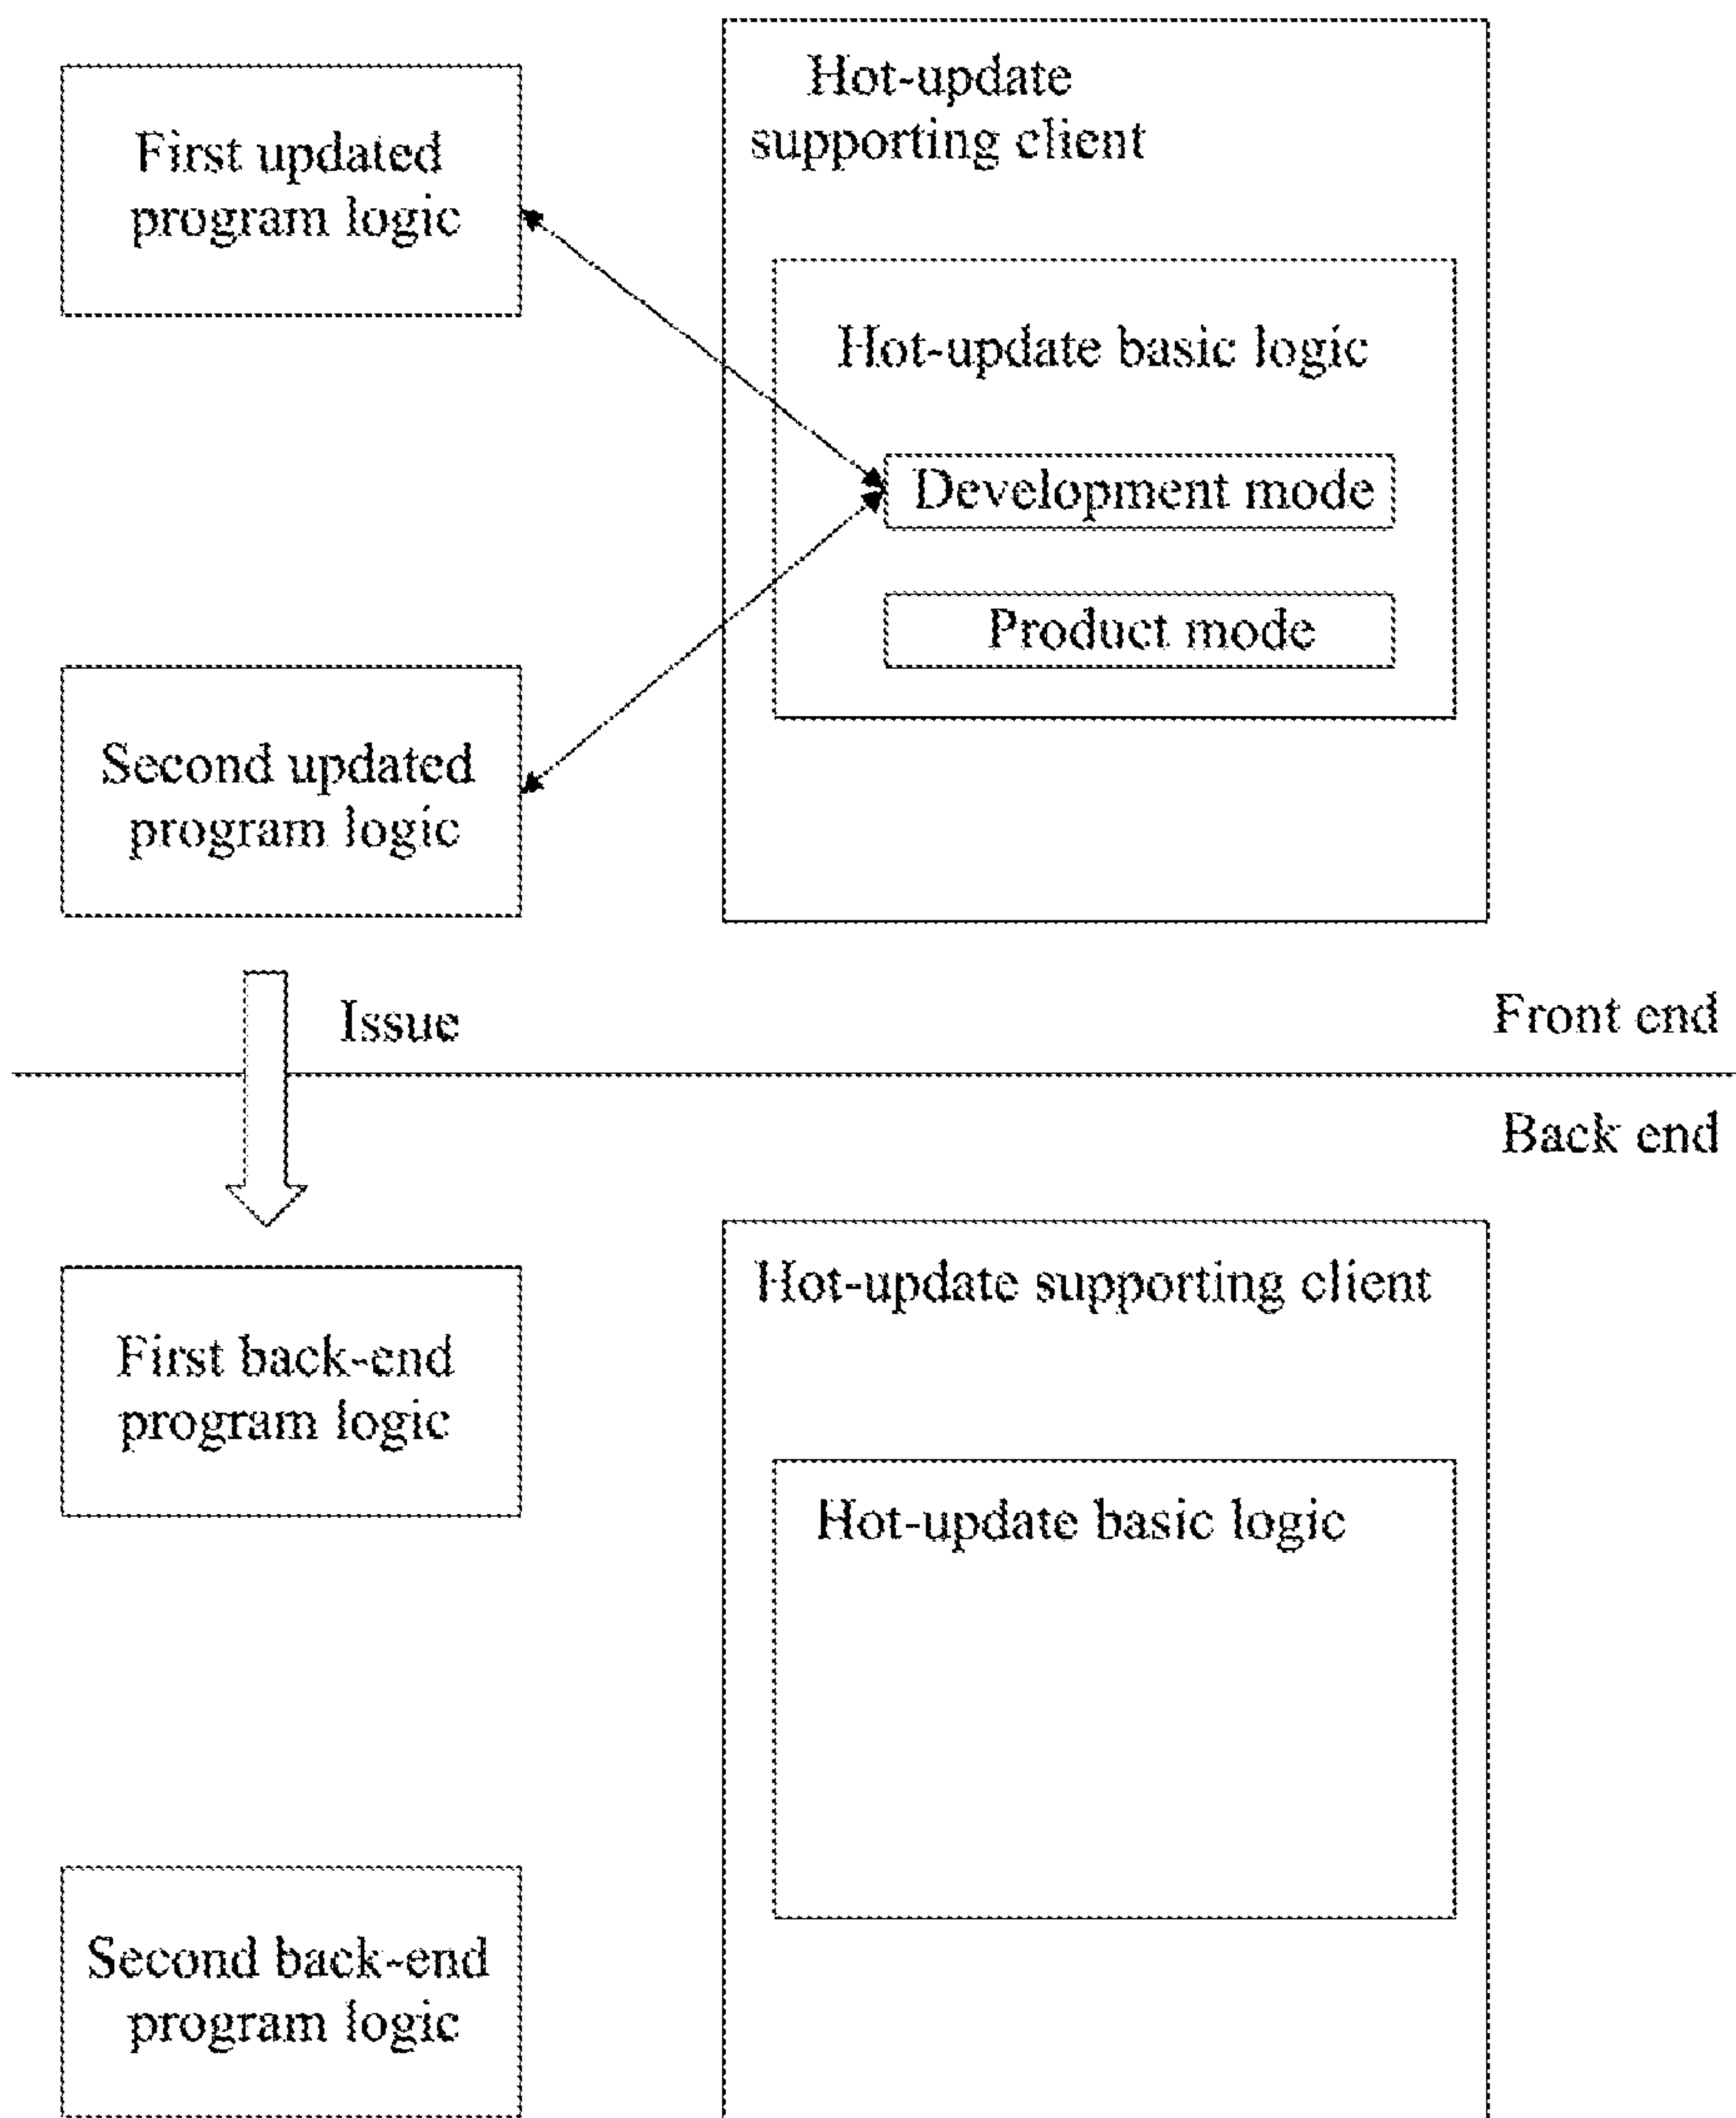 First updated
program logic
Hot-update
supporting client
Hot-update basic logic
Development mode
Product mode
Second updated
program logic
Issue
Front end
Back end
First back-end
program logic
Hot-update supporting client
Hot-update basic logic
Second back-end
program logic